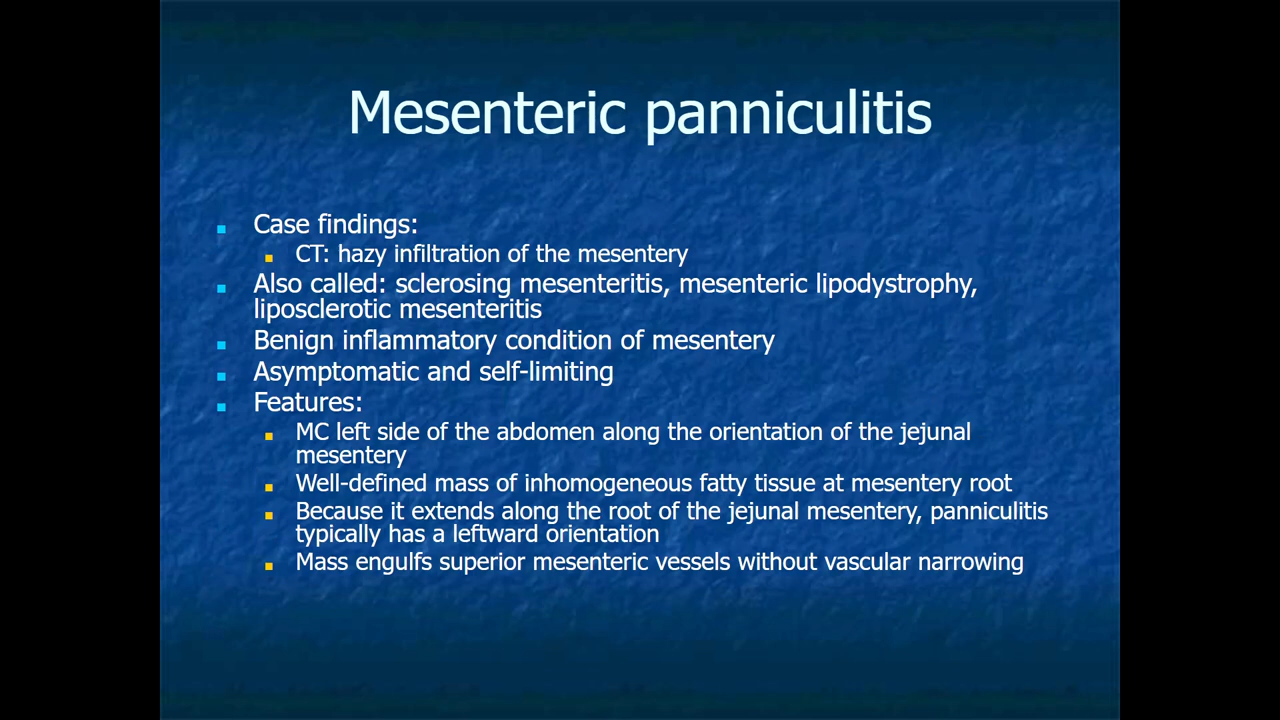 Mesenteric panniculitis
Case findings:
CT: hazy infiltration of the mesentery
Also called: sclerosing mesenteritis, mesenteric lipodystrophy,
liposclerotic mesenteritis
Benign inflammatory condition of mesentery
Asymptomatic and self-limiting
Features:
MC left side of the abdomen along the orientation of the jejunal
mesentery
Well-defined mass of inhomogeneous fatty tissue at mesentery root
Because it extends along the root of the jejunal mesentery, panniculitis
typically has a leftward orientation
Mass engulfs superior mesenteric vessels without vascular narrowing